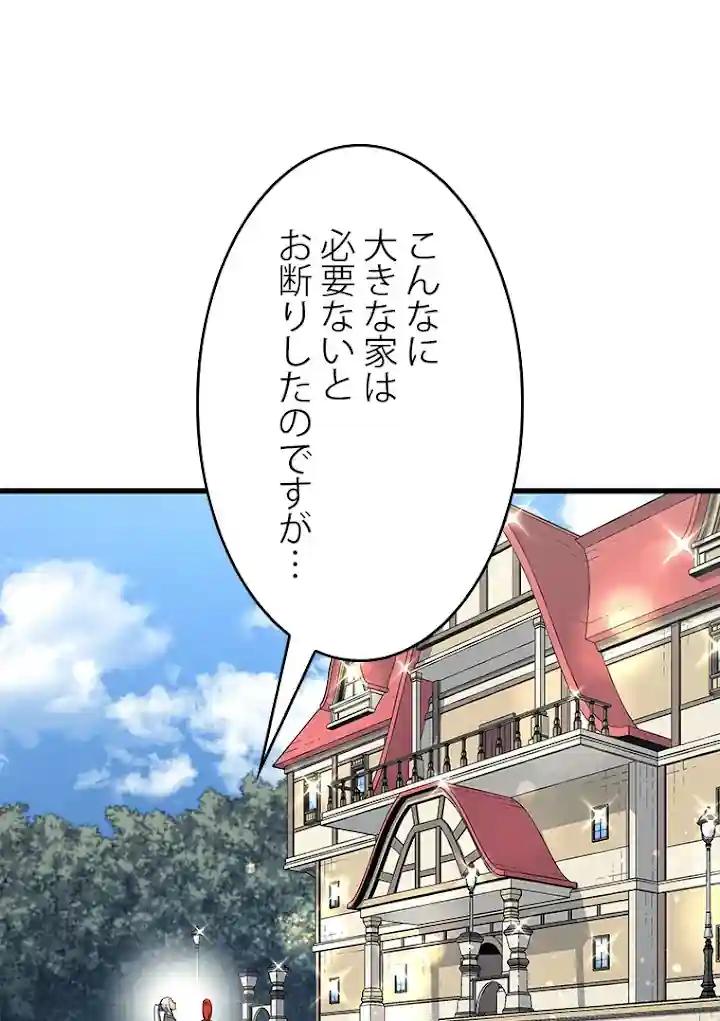 こんなに
大きな家は
必要ないと
お断りしたのですが…